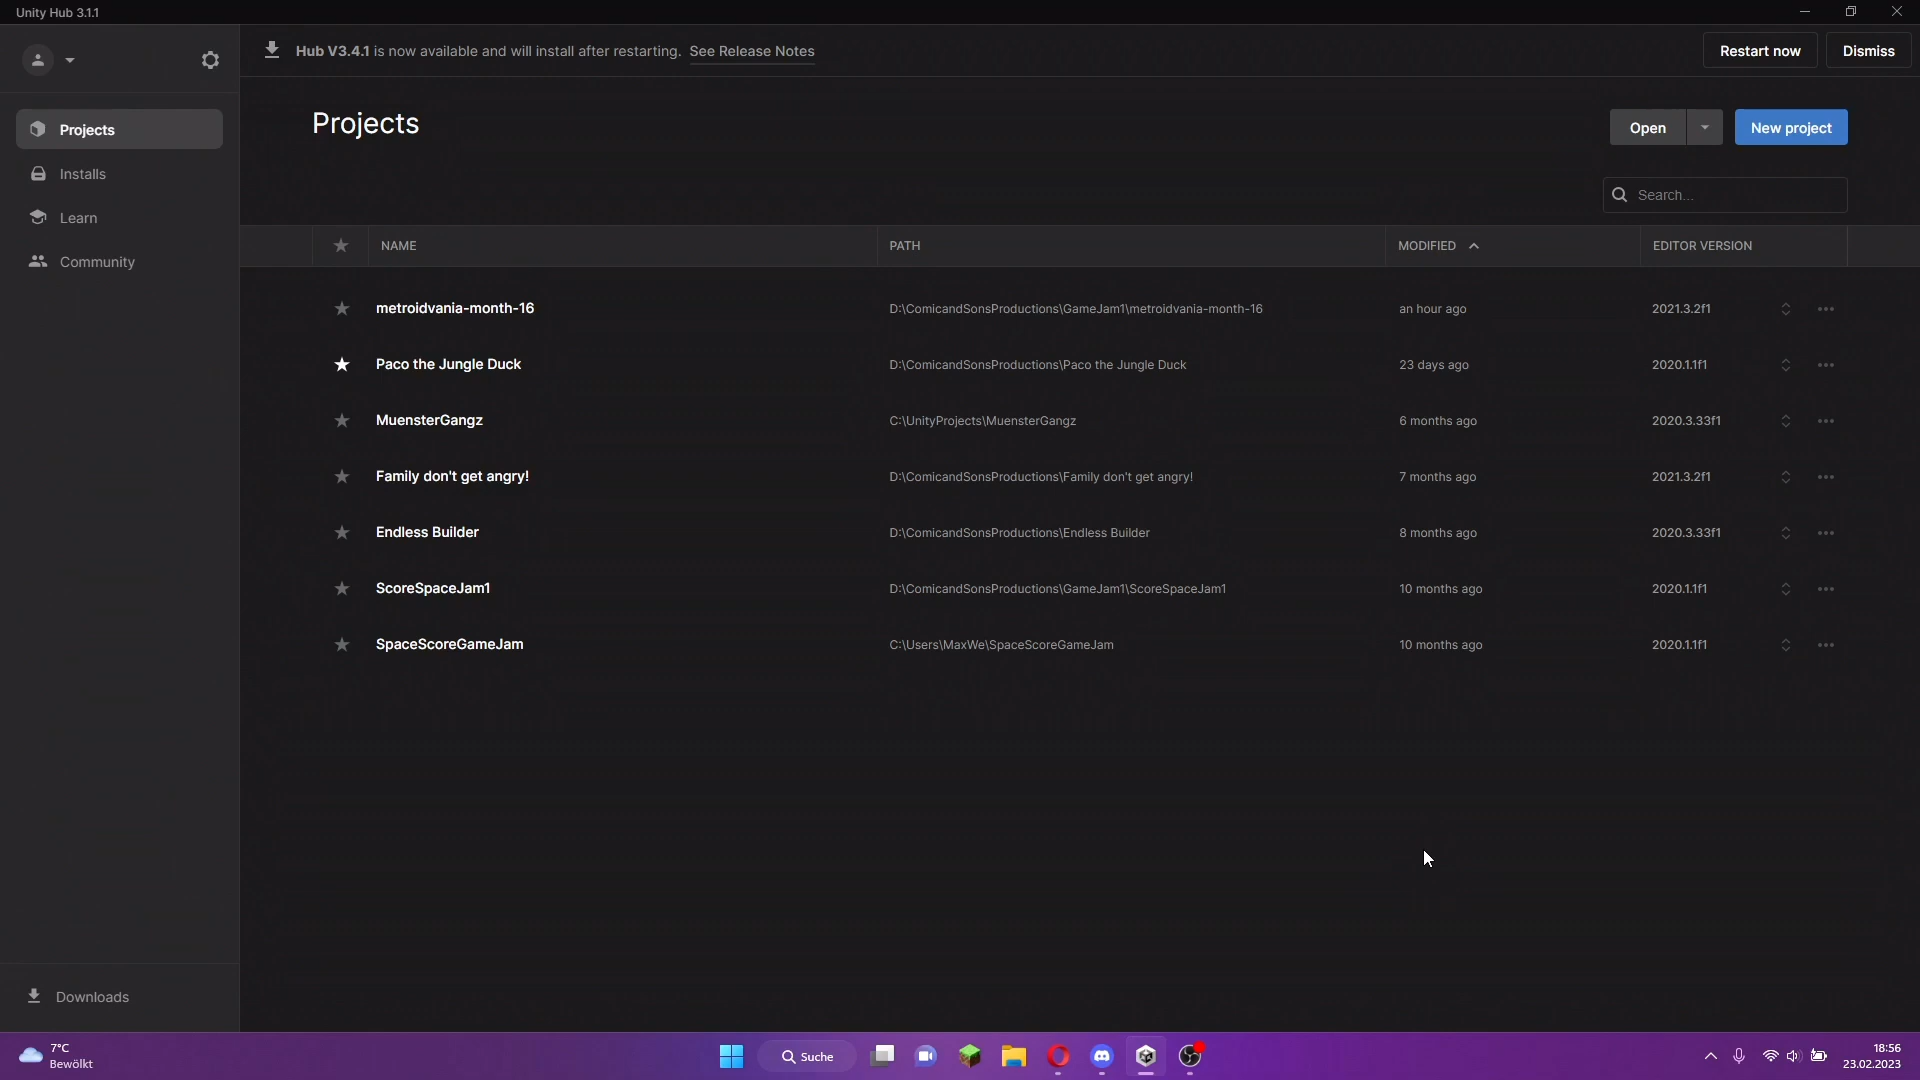 Unity Hub 3.1.1
Hub V3.4.1 is now available and will install after restarting. See Release Notes
Restart now
Dismiss
Projects
Installs
Learn
Community
Downloads
Projects
Open
New project
Search...
NAME PATH MODIFIED EDITOR VERSION
metroidvania-month-16 D:\ComicandSonsProductions\GameJam1\metroidvania-month-16 an hour ago 2021.3.2f1
Paco the Jungle Duck D:\ComicandSonsProductions\Paco the Jungle Duck 23 days ago 2020.1.1f1
MuensterGangz C:\UnityProjects\MuensterGangz 6 months ago 2020.3.33f1
Family don't get angry! D:\ComicandSonsProductions\Family don't get angry! 7 months ago 2021.3.2f1
Endless Builder D:\ComicandSonsProductions\Endless Builder 8 months ago 2020.3.33f1
ScoreSpaceJam1 D:\ComicandSonsProductions\GameJam1\ScoreSpaceJam1 10 months ago 2020.1.1f1
SpaceScoreGameJam C:\Users\MaxWe\SpaceScoreGameJam 10 months ago 2020.1.1f1
7°C
Bewölkt
Suche
18:56
23.02.2023